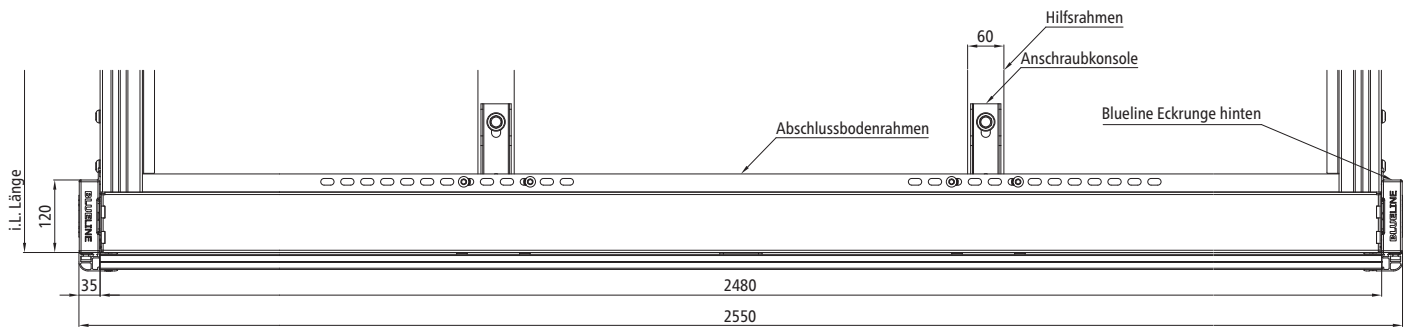 Hilfsrahmen
60
Anschraubkonsole
Blueline Eckrunge hinten
Abschlussbodenrahmen
i.L. Länge
120
BLUELINE
BLUELINE
35
2480
2550